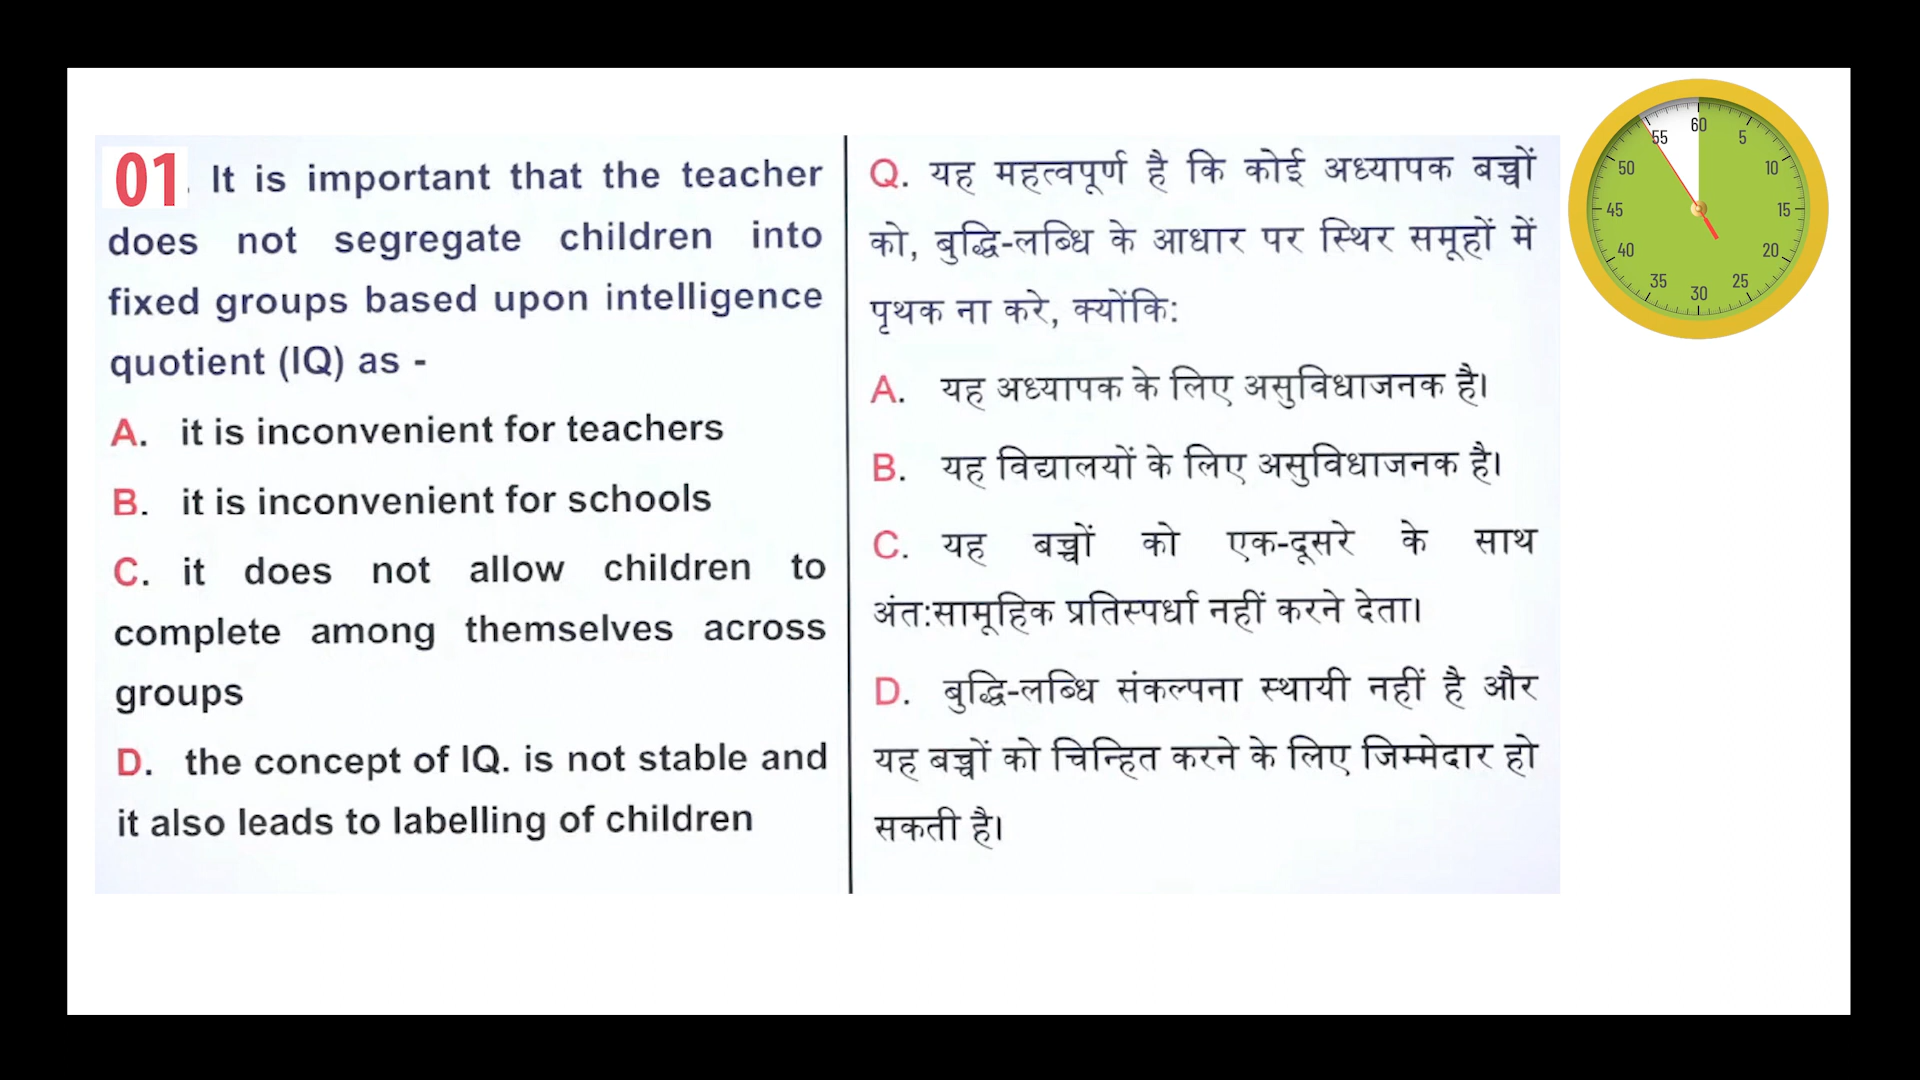 01. It is important that the teacher
does not segregate children into
fixed groups based upon intelligence
quotient (IQ) as -
A. it is inconvenient for teachers
B. it is inconvenient for schools
C. it does not allow children to
complete among themselves across
groups
D. the concept of IQ. is not stable and
it also leads to labelling of children
Q. यह महत्वपूर्ण है कि कोई अध्यापक बच्चों
को, बुद्धि-लब्धि के आधार पर स्थिर समूहों में
पृथक ना करे, क्योंकि:
A. यह अध्यापक के लिए असुविधाजनक है।
B. यह विद्यालयों के लिए असुविधाजनक है।
C. यह बच्चों को एक-दूसरे के साथ
अंत:सामूहिक प्रतिस्पर्धा नहीं करने देता।
D. बुद्धि-लब्धि संकल्पना स्थायी नहीं है और
यह बच्चों को चिन्हित करने के लिए जिम्मेदार हो
सकती है।
60
5
10
15
20
25
30
35
40
45
50
55